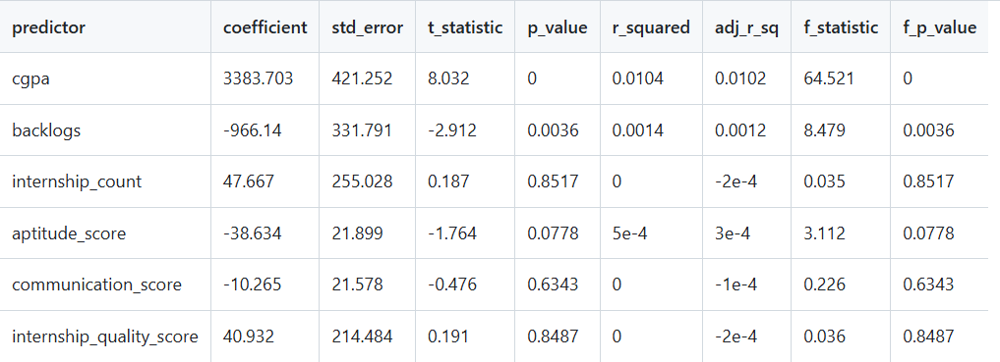 predictor coefficient std_error t_statistic p_value r_squared adj_r_sq f_statistic f_p_value
cgpa 3383.703 421.252 8.032 0 0.0104 0.0102 64.521 0
backlogs -966.14 331.791 -2.912 0.0036 0.0014 0.0012 8.479 0.0036
internship_count 47.667 255.028 0.187 0.8517 0 -2e-4 0.035 0.8517
aptitude_score -38.634 21.899 -1.764 0.0778 5e-4 3e-4 3.112 0.0778
communication_score -10.265 21.578 -0.476 0.6343 0 -1e-4 0.226 0.6343
internship_quality_score 40.932 214.484 0.191 0.8487 0 -2e-4 0.036 0.8487